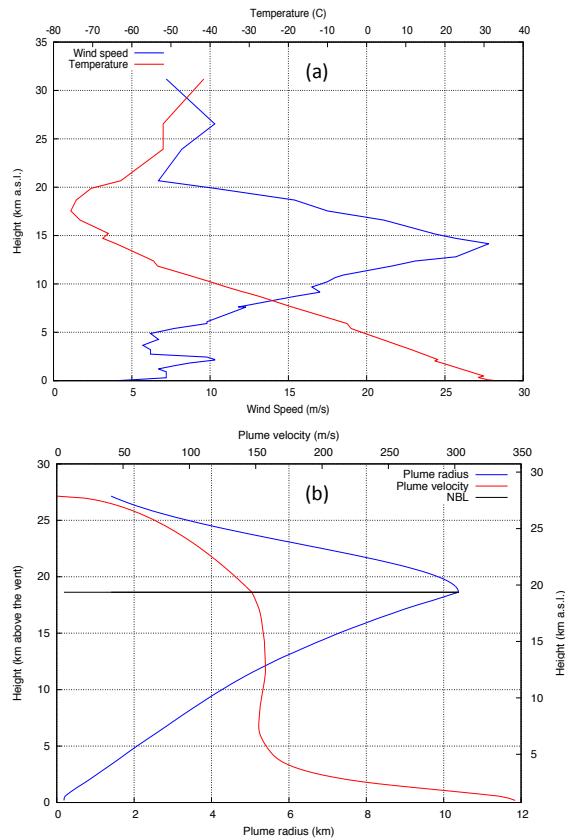 Temperature (C)
-80 -70 -60 -50 -40 -30 -20 -10 0 10 20 30 40
35
Wind speed
Temperature
(a)
30
25
20
15
10
5
0
Height (km a.s.l.)
0 5 10 15 20 25 30
Wind Speed (m/s)
Plume velocity (m/s)
0 50 100 150 200 250 300 350
30
Plume radius
Plume velocity
NBL
(b)
25
20
15
10
5
0
Height (km above the vent)
30
25
20
15
10
5
Height (km a.s.l.)
0 2 4 6 8 10 12
Plume radius (km)